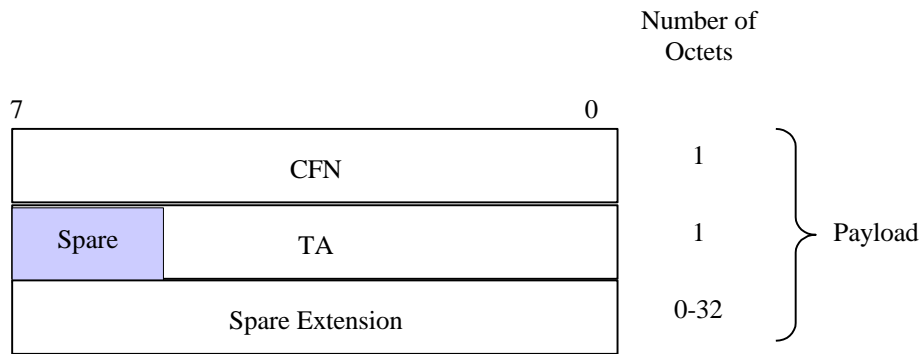 Number of
Octets
7 0
CFN 1
Spare TA 1 Payload
Spare Extension 0-32